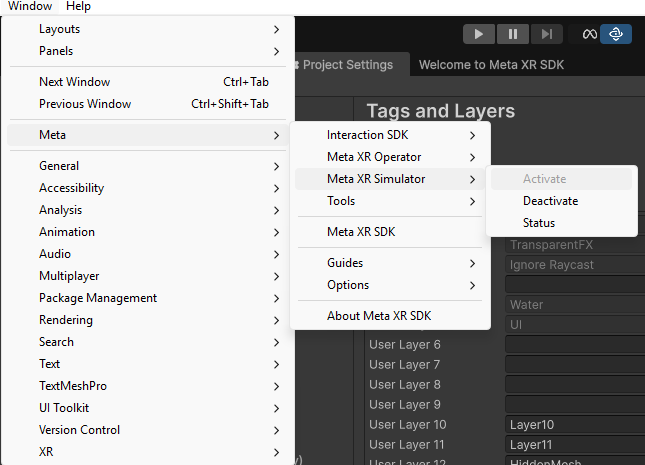 Window Help
Layouts
Panels
Next Window Ctrl+Tab
Previous Window Ctrl+Shift+Tab
Meta
General
Accessibility
Analysis
Animation
Audio
Multiplayer
Package Management
Rendering
Search
Text
TextMeshPro
UI Toolkit
Version Control
XR
Interaction SDK
Meta XR Operator
Meta XR Simulator
Tools
Meta XR SDK
Guides
Options
About Meta XR SDK
Activate
Deactivate
Status
Project Settings Welcome to Meta XR SDK
Tags and Layers
TransparentFX
Ignore Raycast
Water
UI
User Layer 6
User Layer 7
User Layer 8
User Layer 9
User Layer 10 Layer10
User Layer 11 Layer11
User Layer 12 HiddenMesh